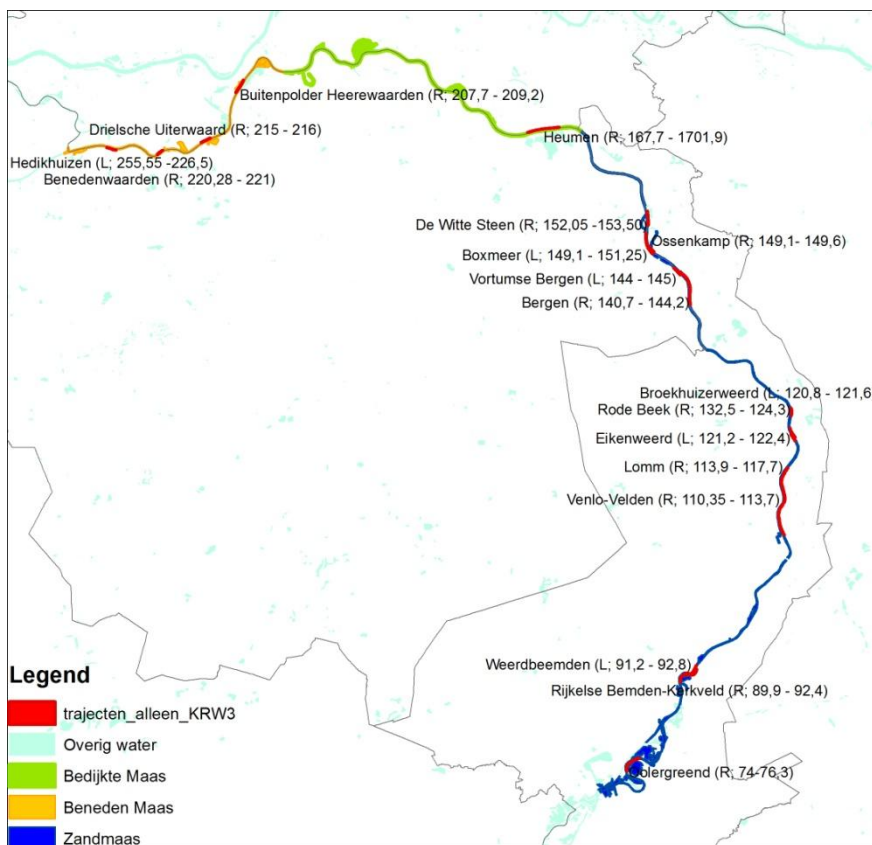 Buitenpolder Heerewaarden (R; 207,7 - 209,2)
Drielsche Uiterwaard (R; 215 - 216)
Heumen (R; 167,7 - 1701,9)
Hedikhuizen (L; 255,55 -226,5)
Benedenwaarden (R; 220,28 - 221)
De Witte Steen (R; 152,05 -153,50)
Ossenkamp (R; 149,1- 149,6)
Boxmeer (L; 149,1 - 151,25)
Vortumse Bergen (L; 144 - 145)
Bergen (R; 140,7 - 144,2)
Broekhuizerweerd (L; 120,8 - 121,6
Rode Beek (R; 132,5 - 124,3)
Eikenweerd (L; 121,2 - 122,4)
Lomm (R; 113,9 - 117,7)
Venlo-Velden (R; 110,35 - 113,7)
Weerdbeemden (L; 91,2 - 92,8)
Rijkelse Bemden-Kerkveld (R; 89,9 - 92,4)
Oolergreend (R; 74-76,3)
Legend
trajecten_alleen_KRW3
Overig water
Bedijkte Maas
Beneden Maas
Zandmaas